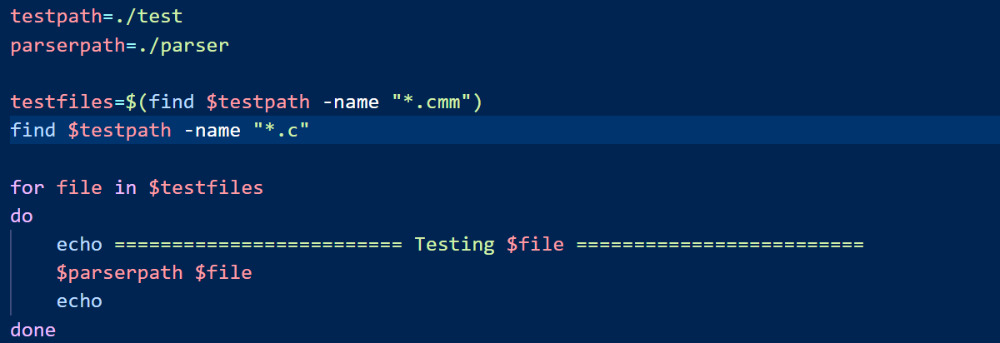 testpath=./test
parserpath=./parser
testfiles=$(find $testpath -name "*.cmm")
find $testpath -name "*.c"
for file in $testfiles
do
echo ========================= Testing $file =========================
$parserpath $file
echo
done